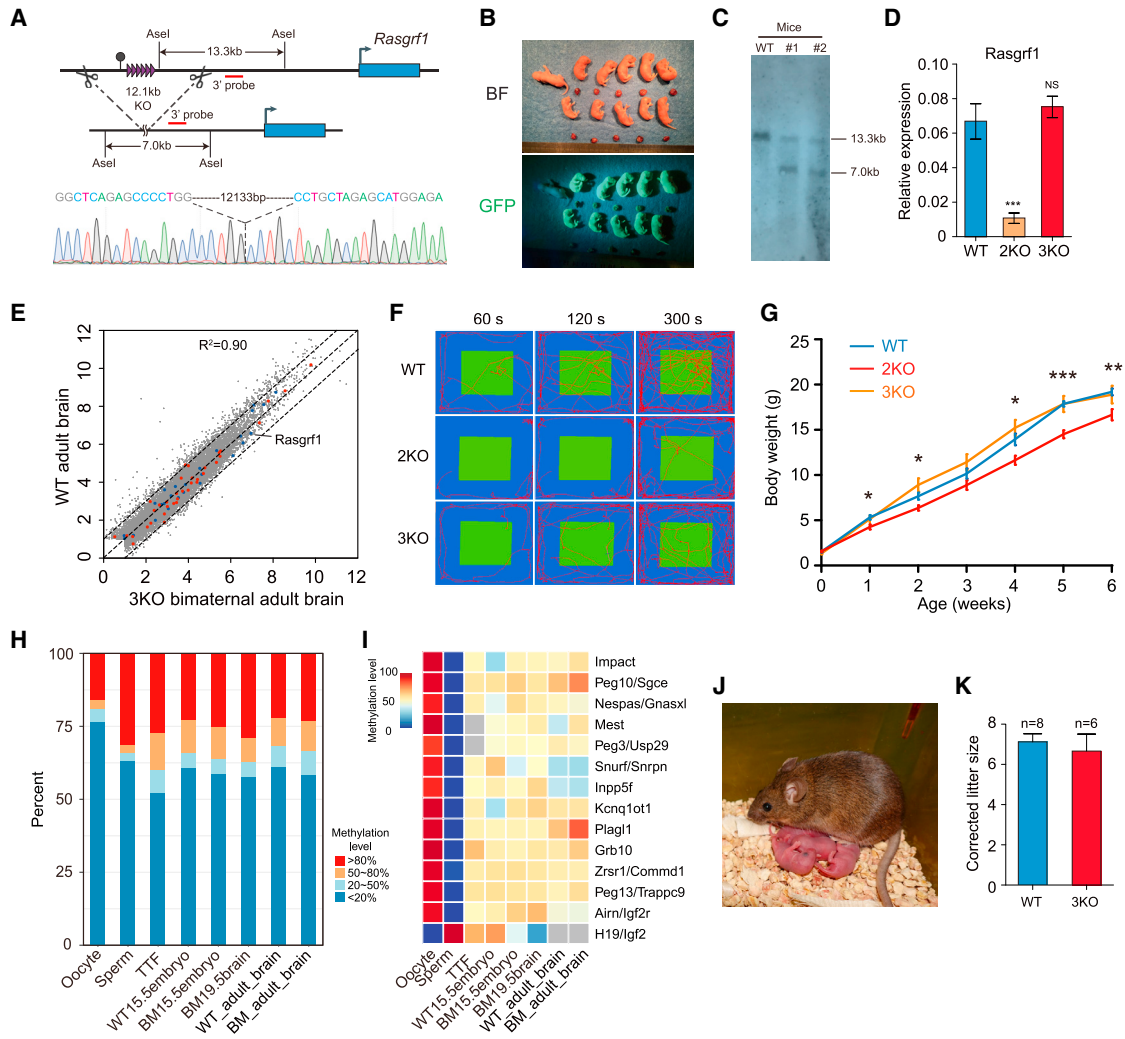 A
AseI
AseI
Rasgrf1
13.3kb
12.1kb
KO
3' probe
3' probe
7.0kb
AseI
AseI
GGCTCAGAGCCCCTGG
12133bp
CCTGCTAGAGCATGGAGA
B
BF
GFP
C
Mice
WT #1 #2
13.3kb
7.0kb
D
Rasgrf1
Relative expression
0.10
0.08
0.06
0.04
0.02
0
***
NS
WT 2KO 3KO
E
R²=0.90
Rasgrf1
WT adult brain
12
10
8
6
4
2
0
0 2 4 6 8 10 12
3KO bimaternal adult brain
F
60 s 120 s 300 s
WT
2KO
3KO
G
WT
2KO
3KO
Body weight (g)
25
20
15
10
5
0
* * * *** **
0 1 2 3 4 5 6
Age (weeks)
H
Percent
100
75
50
25
0
Oocyte
Sperm
TTF
WT15.5embryo
BM15.5embryo
BM19.5brain
WT_adult_brain
BM_adult_brain
Methylation
level
>80%
50~80%
20~50%
<20%
I
Methylation level
100
50
0
Impact
Peg10/Sgce
Nespas/Gnasxl
Mest
Peg3/Usp29
Snurf/Snrpn
Inpp5f
Kcnq1ot1
Plagl1
Grb10
Zrsr1/Commd1
Peg13/Trappc9
Airn/Igf2r
H19/Igf2
Oocyte
Sperm
TTF
WT15.5embryo
BM15.5embryo
BM19.5brain
WT_adult_brain
BM_adult_brain
J
K
Corrected litter size
8
6
4
2
0
n=8 n=6
WT 3KO